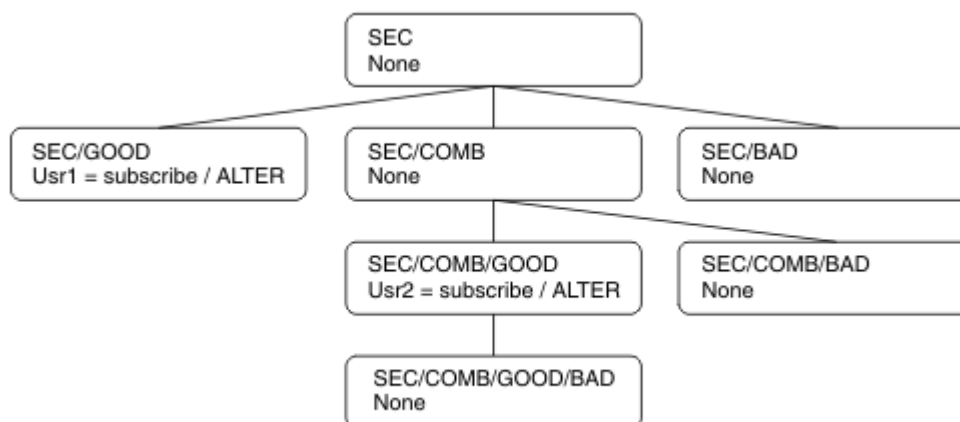 SEC
None
SEC/GOOD
Usr1 = subscribe / ALTER
SEC/COMB
None
SEC/BAD
None
SEC/COMB/GOOD
Usr2 = subscribe / ALTER
SEC/COMB/BAD
None
SEC/COMB/GOOD/BAD
None